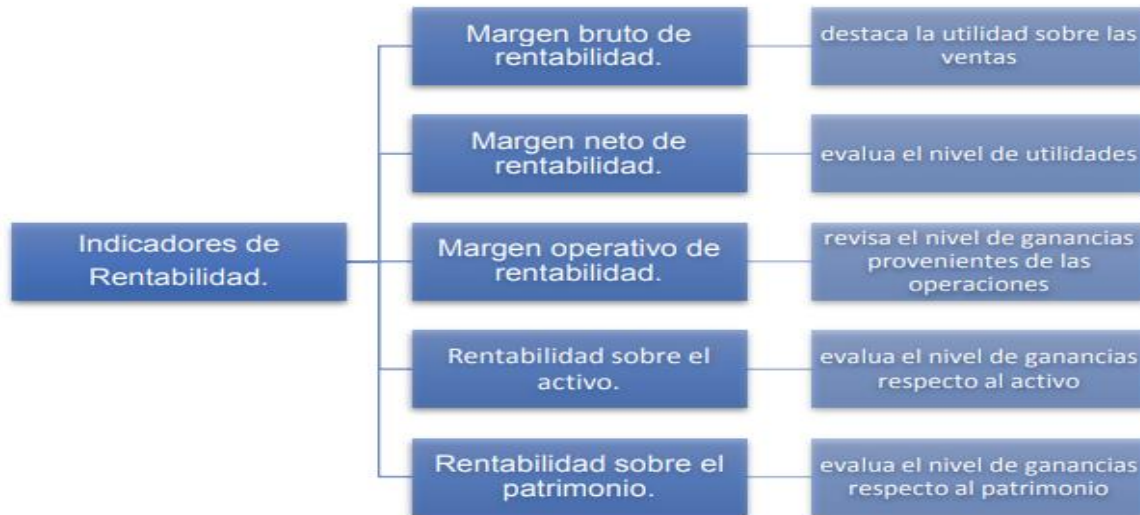 Indicadores de
Rentabilidad.
Margen bruto de
rentabilidad.
destaca la utilidad sobre las
ventas
Margen neto de
rentabilidad.
evalua el nivel de utilidades
Margen operativo de
rentabilidad.
revisa el nivel de ganancias
provenientes de las
operaciones
Rentabilidad sobre el
activo.
evalua el nivel de ganancias
respecto al activo
Rentabilidad sobre el
patrimonio.
evalua el nivel de ganancias
respecto al patrimonio